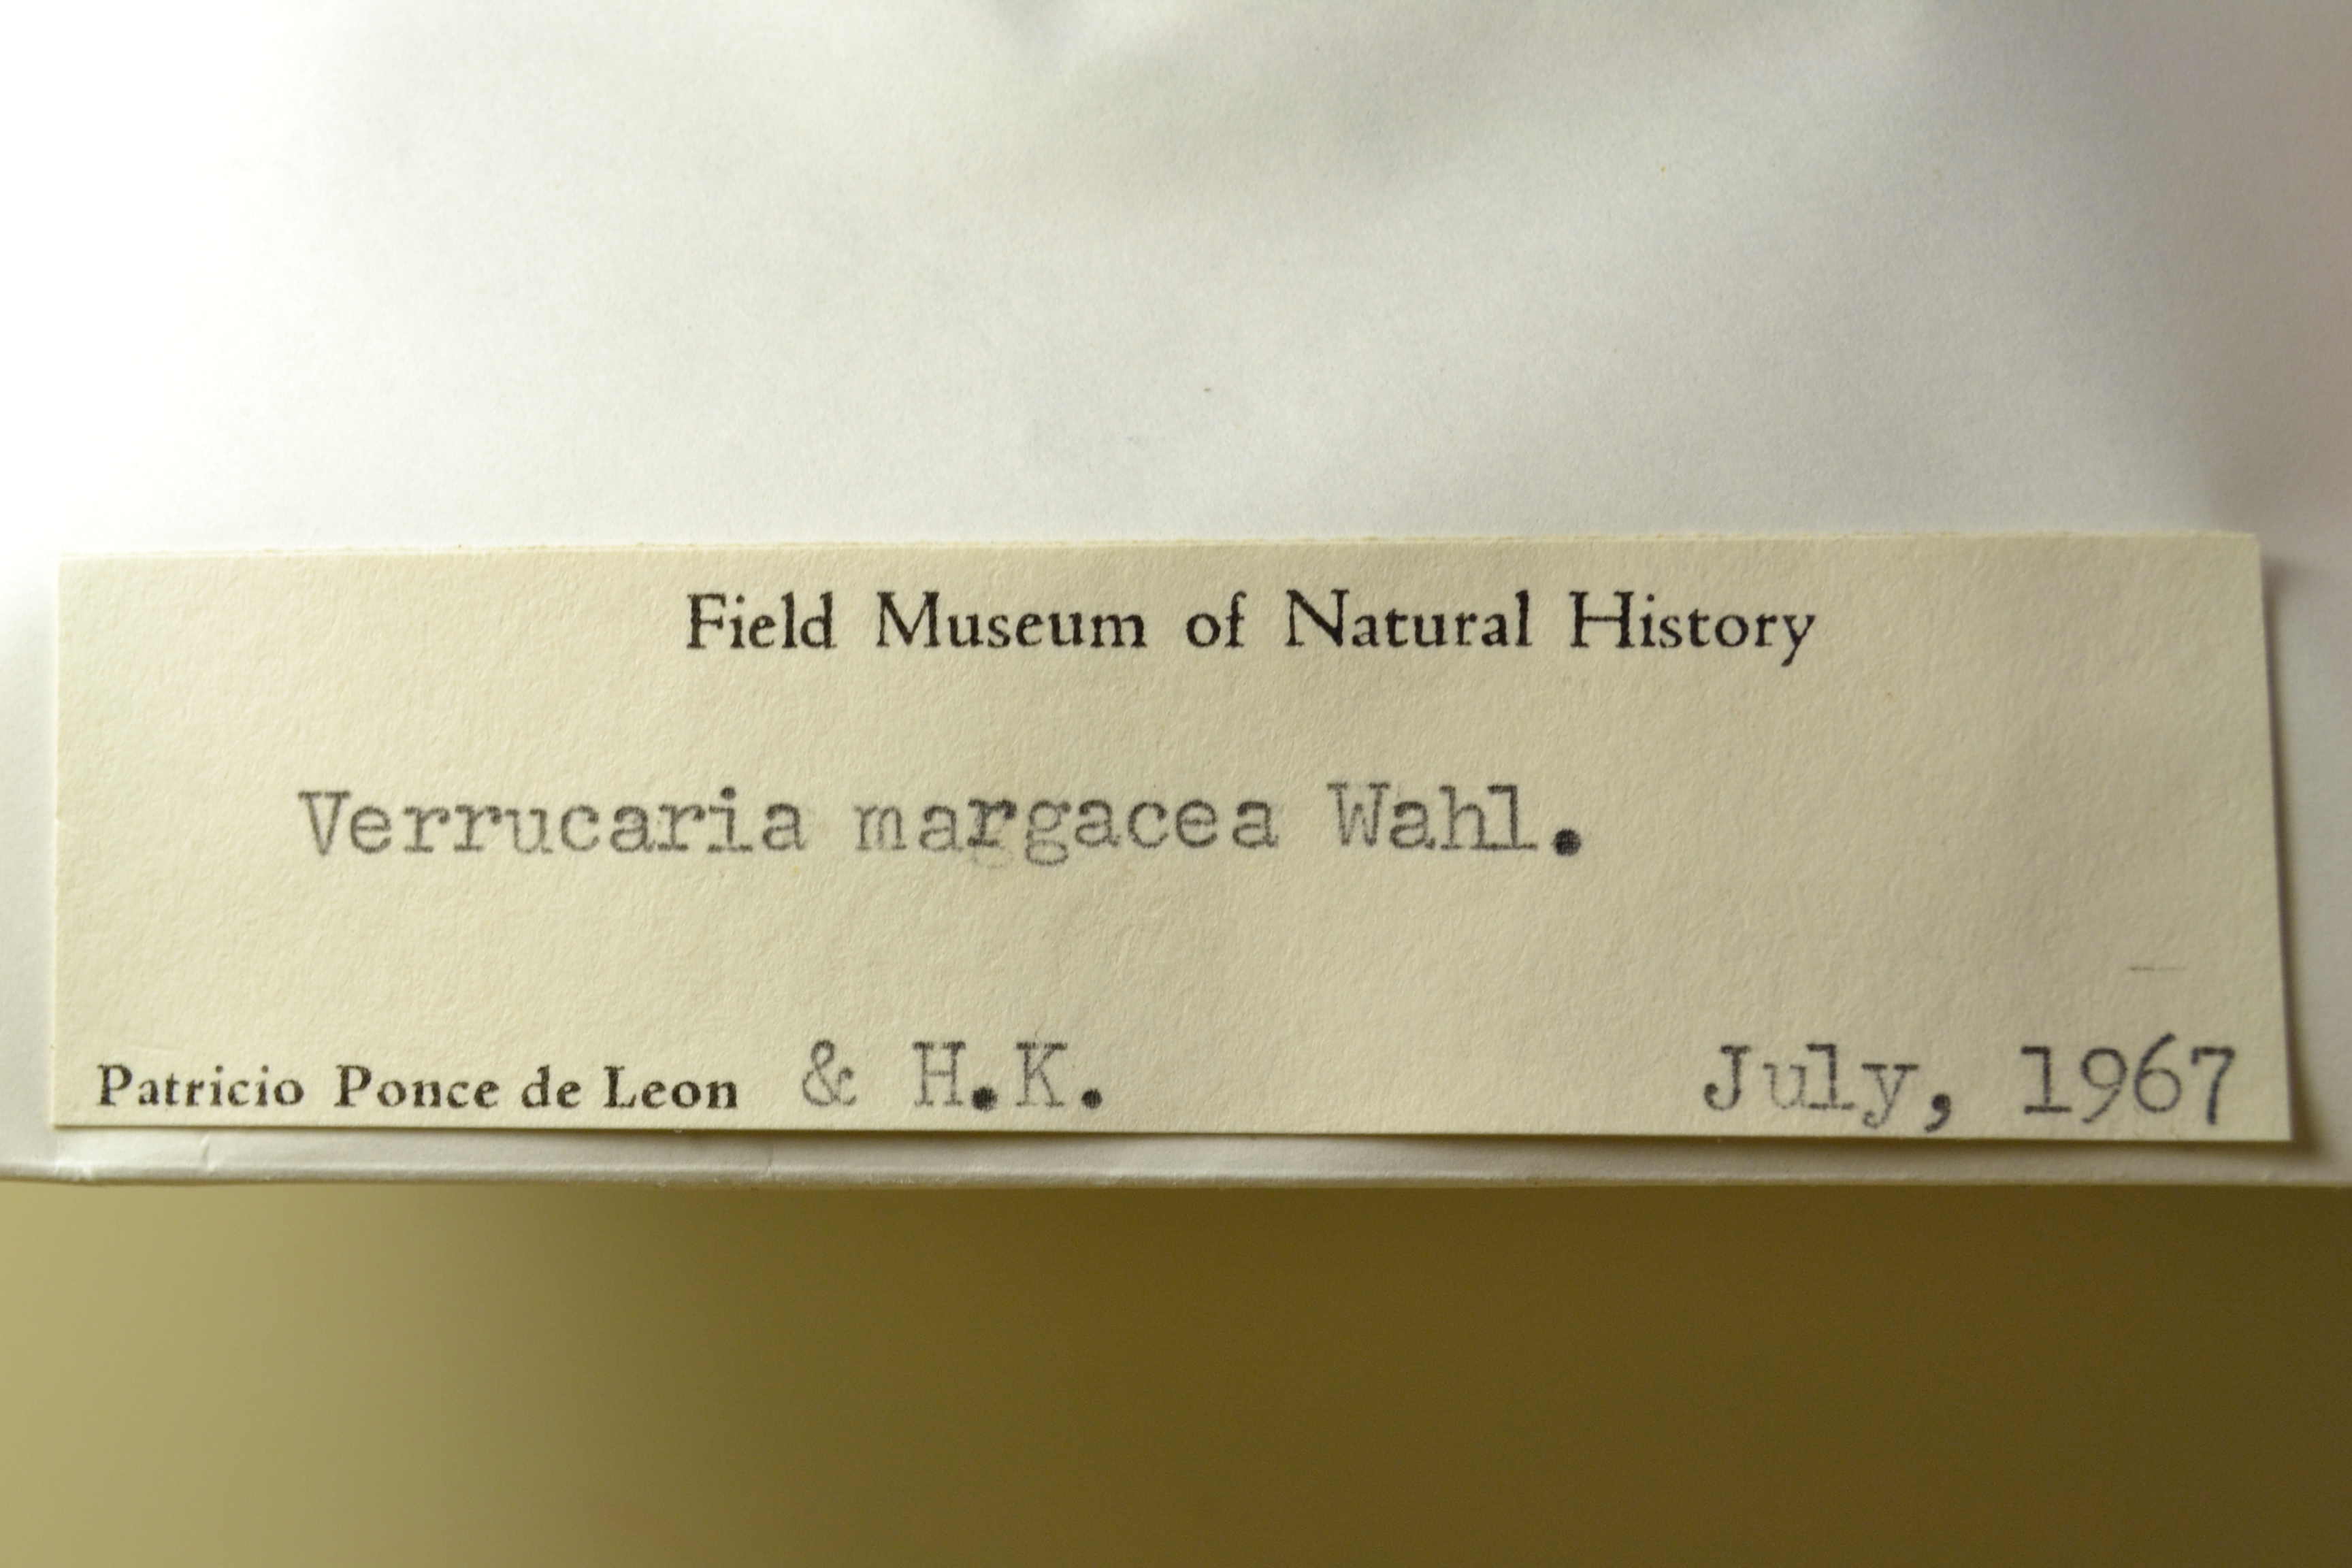 Field Museum of Natural History
Verrucaria margacea Wahl.
Patricio Ponce de Leon & H.K. July, 1967